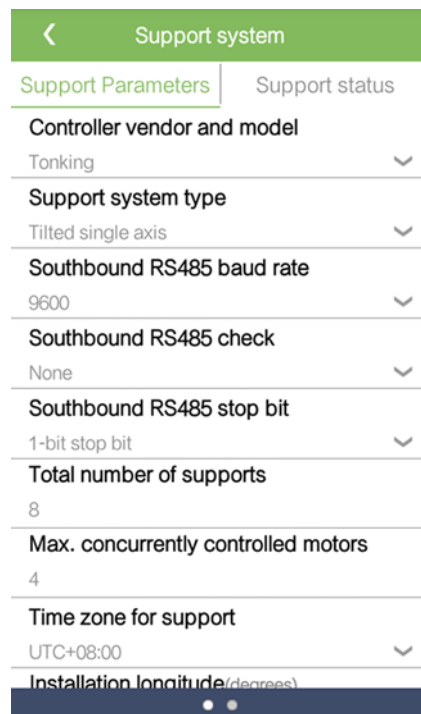 Support system
Support Parameters Support status
Controller vendor and model
Tonking
Support system type
Tilted single axis
Southbound RS485 baud rate
9600
Southbound RS485 check
None
Southbound RS485 stop bit
1-bit stop bit
Total number of supports
8
Max. concurrently controlled motors
4
Time zone for support
UTC+08:00
Installation longitude(degrees)